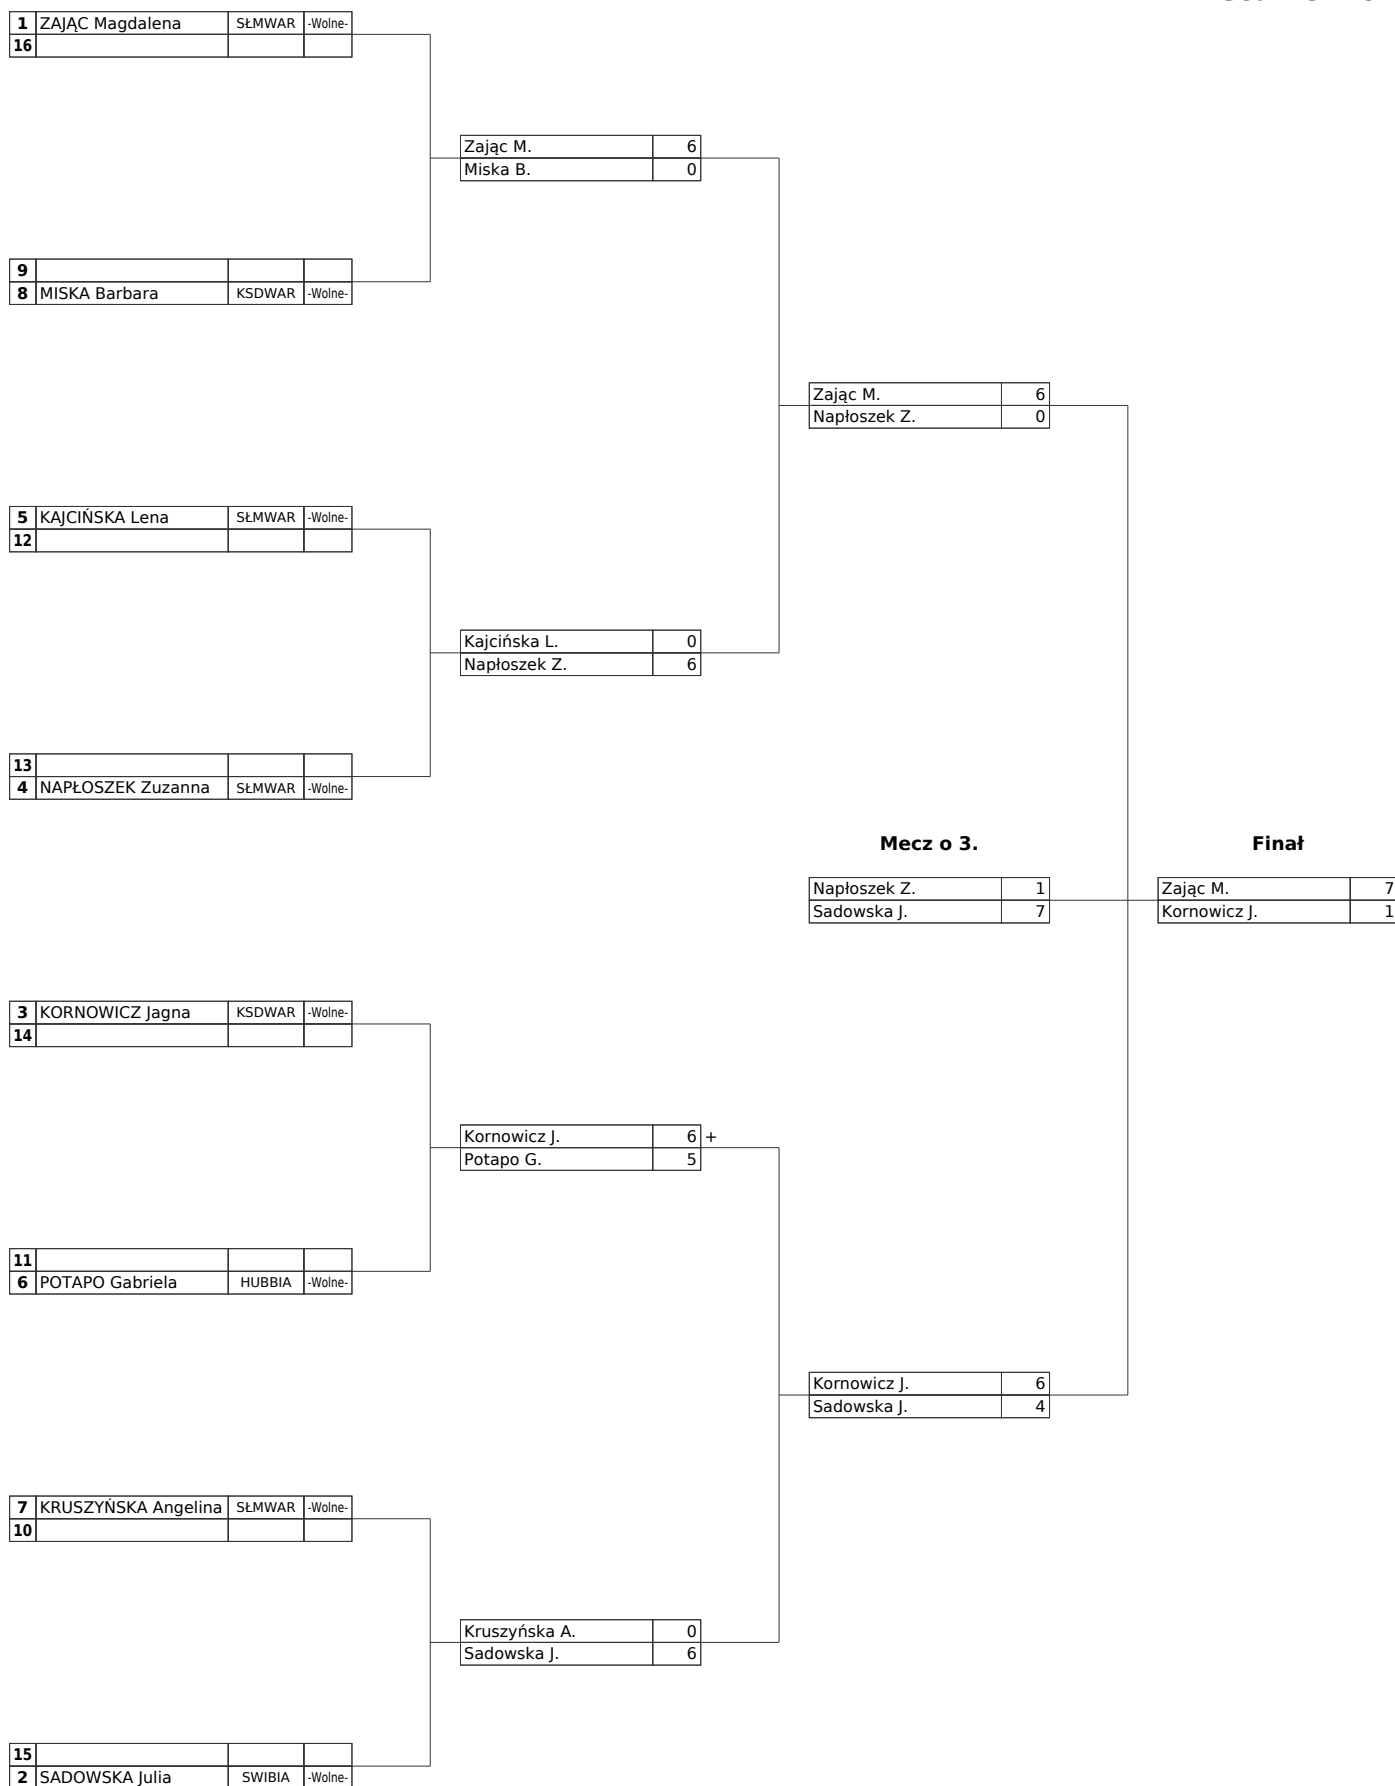 1 ZAJĄC Magdalena SŁMWAR -Wolne-
16
Zając M. 6
Miska B. 0
9
8 MISKA Barbara KSDWAR -Wolne-
Zając M. 6
Napłoszek Z. 0
5 KAJCIŃSKA Lena SŁMWAR -Wolne-
12
Kajcińska L. 0
Napłoszek Z. 6
13
4 NAPŁOSZEK Zuzanna SŁMWAR -Wolne-
Mecz o 3. Finał
Napłoszek Z. 1 Zając M. 7
Sadowska J. 7 Kornowicz J. 1
3 KORNOWICZ Jagna KSDWAR -Wolne-
14
Kornowicz J. 6 +
Potapo G. 5
11
6 POTAPO Gabriela HUBBIA -Wolne-
Kornowicz J. 6
Sadowska J. 4
7 KRUSZYŃSKA Angelina SŁMWAR -Wolne-
10
Kruszyńska A. 0
Sadowska J. 6
15
2 SADOWSKA Julia SWIBIA -Wolne-